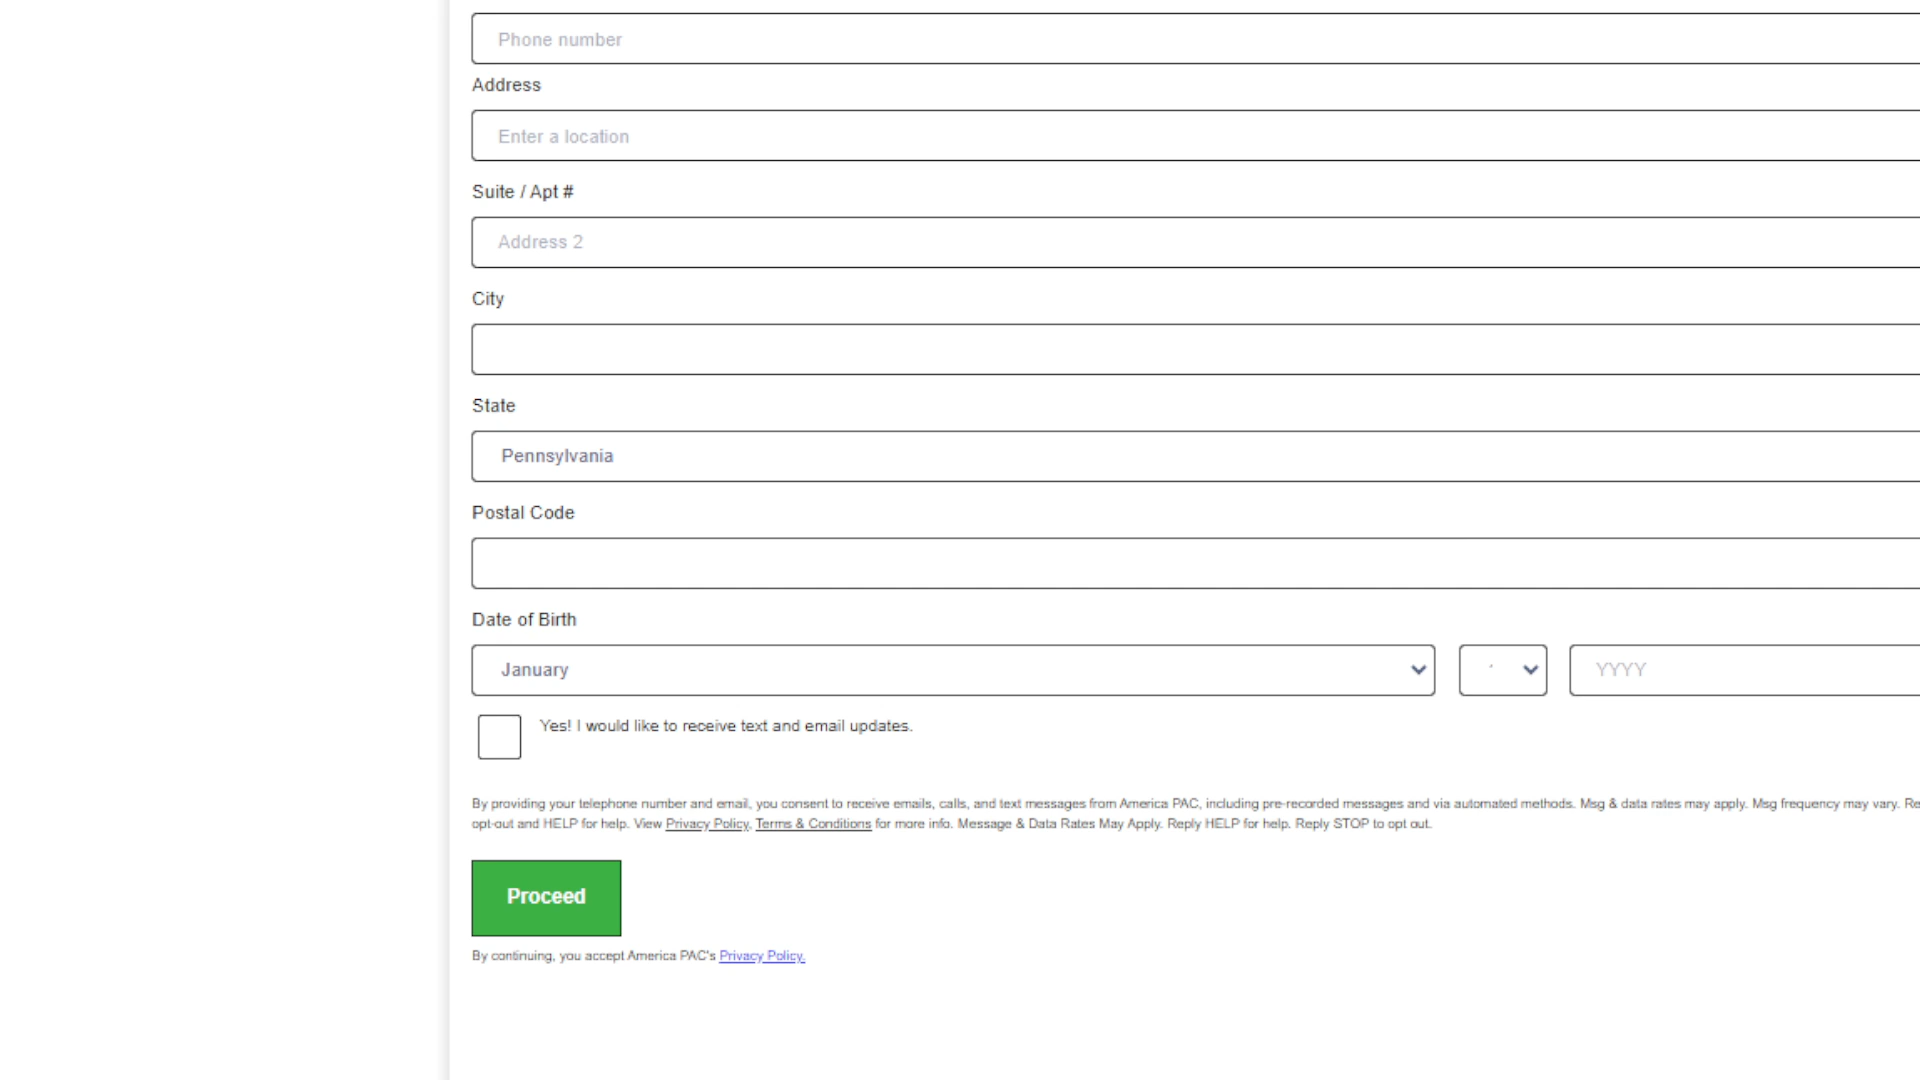 Phone number
Address
Enter a location
Suite / Apt #
Address 2
City
State
Pennsylvania
Postal Code
Date of Birth
January YYYY
Yes! I would like to receive text and email updates.
By providing your telephone number and email, you consent to receive emails, calls, and text messages from America PAC, including pre-recorded messages and via automated methods. Msg & data rates may apply. Msg frequency may vary. Re
opt-out and HELP for help. View Privacy Policy. Terms & Conditions for more info. Message & Data Rates May Apply. Reply HELP for help. Reply STOP to opt out.
Proceed
By continuing, you accept America PAC's Privacy Policy.